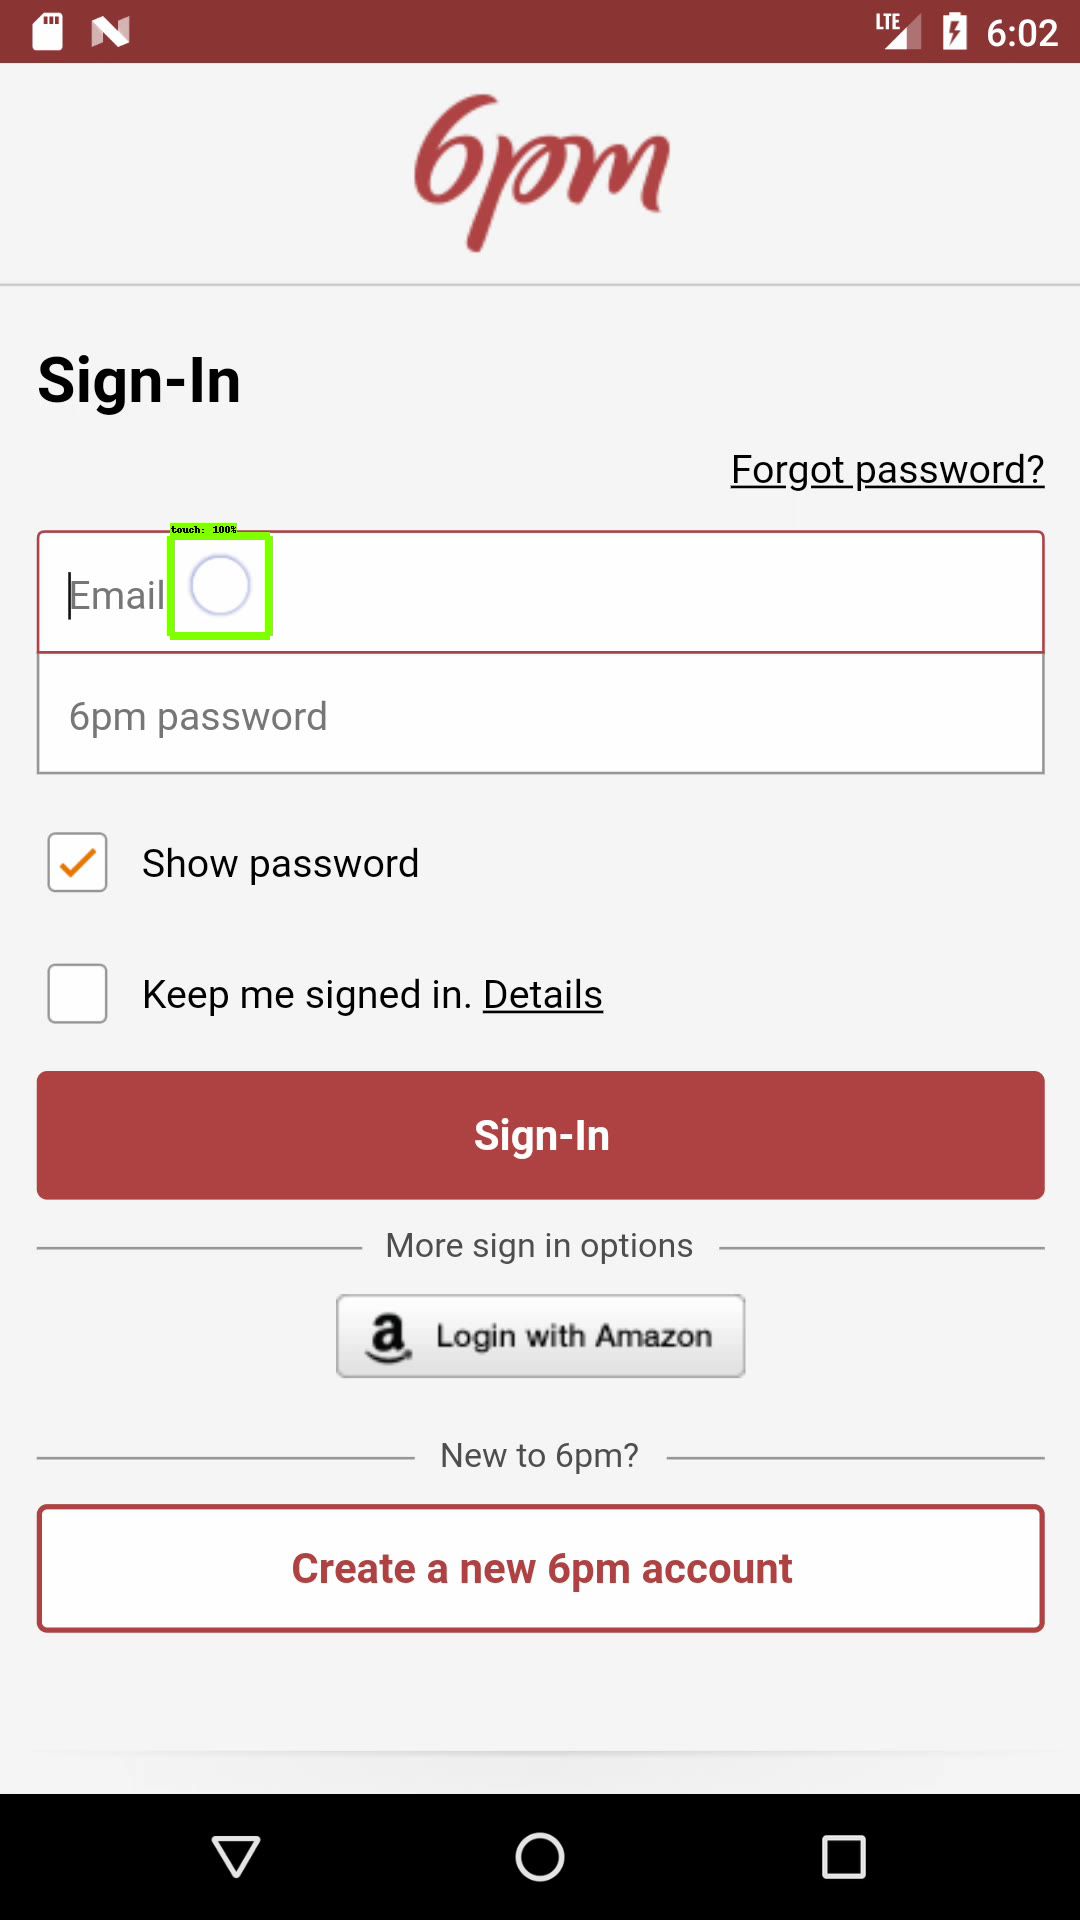 LTE 6:02
6pm
Sign-In
Forgot password?
touch: 100%
Email
6pm password
Show password
Keep me signed in. Details
Sign-In
More sign in options
a Login with Amazon
New to 6pm?
Create a new 6pm account